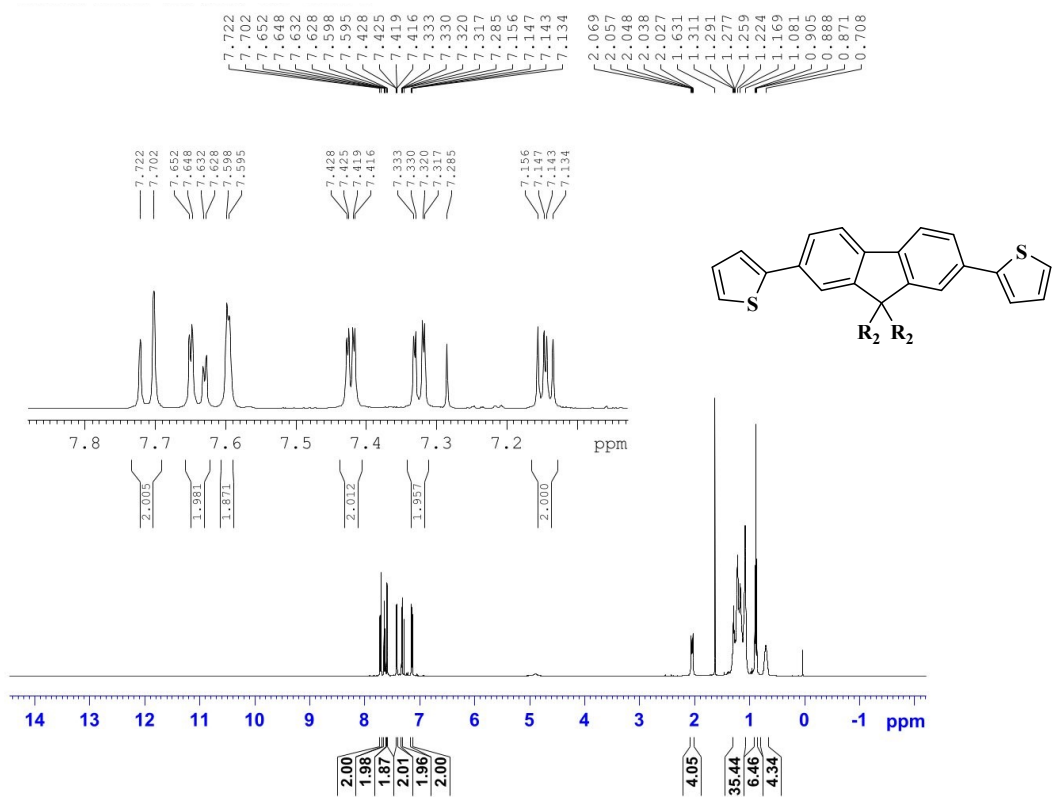 7.722 7.702 7.652 7.648 7.632 7.628 7.598 7.595 7.428 7.425 7.419 7.416 7.333 7.330 7.320 7.317 7.285 7.156 7.147 7.143 7.134 2.069 2.057 2.048 2.038 2.027 1.631 1.311 1.291 1.277 1.259 1.224 1.169 1.081 0.905 0.888 0.871 0.708
7.722 7.702 7.652 7.648 7.632 7.628 7.598 7.595 7.428 7.425 7.419 7.416 7.333 7.330 7.320 7.317 7.285 7.156 7.147 7.143 7.134
S
S
R2 R2
7.8 7.7 7.6 7.5 7.4 7.3 7.2 ppm
2.005 1.981 1.871 2.012 1.957 2.000
14 13 12 11 10 9 8 7 6 5 4 3 2 1 0 -1 ppm
2.00 1.98 1.87 2.01 1.96 2.00 4.05 35.44 6.46 4.34